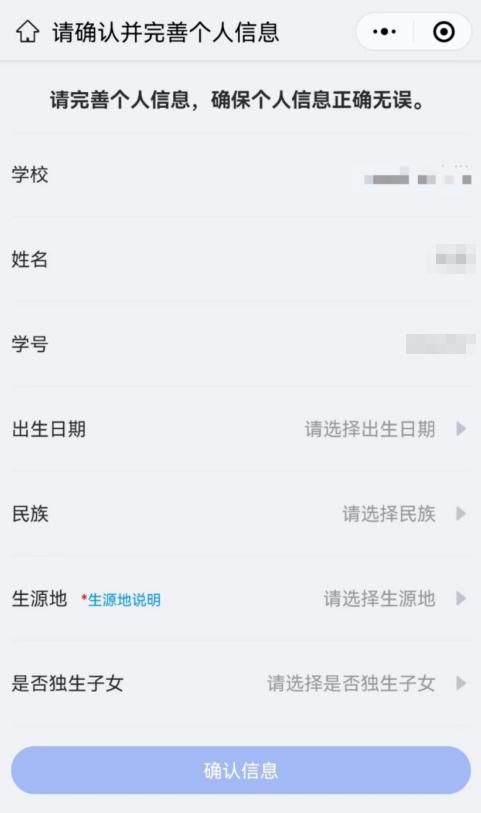 请确认并完善个人信息
请完善个人信息，确保个人信息正确无误。
学校
姓名
学号
出生日期 请选择出生日期
民族 请选择民族
生源地 *生源地说明 请选择生源地
是否独生子女 请选择是否独生子女
确认信息